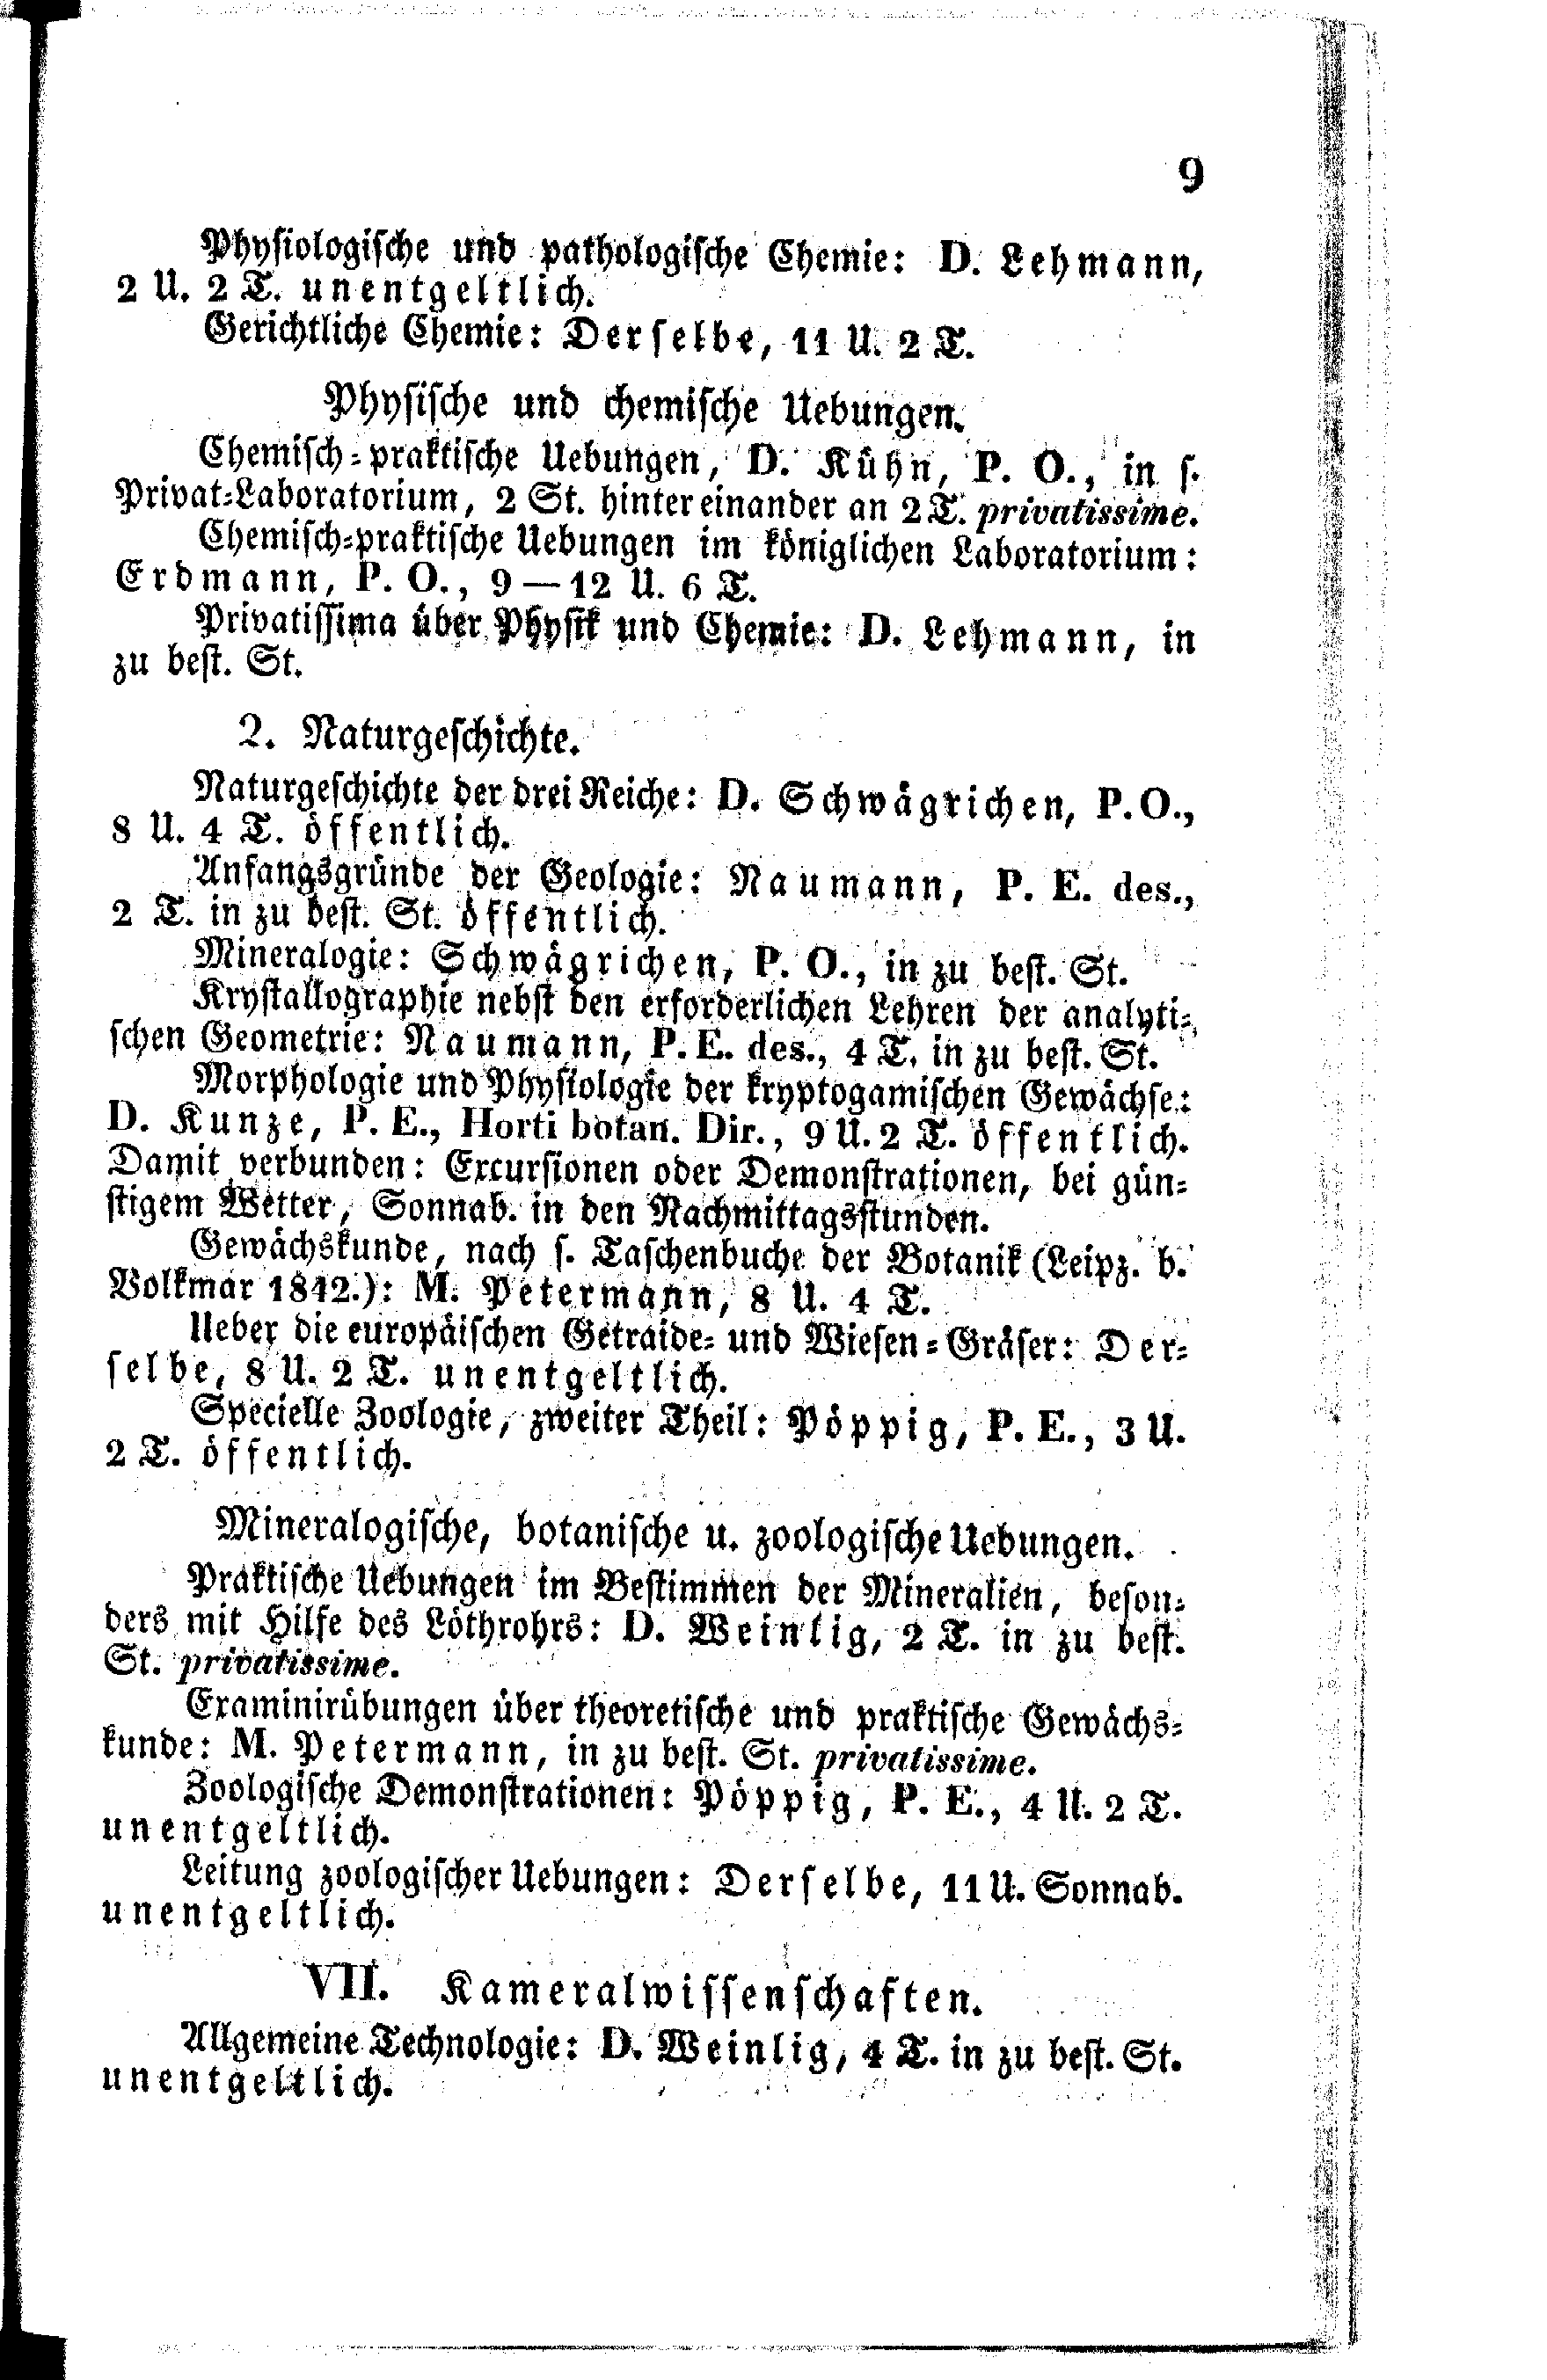 9
Physiologische und pathologische Chemie: D. Lehmann,
2 U. 2 T. unentgeltlich.
Gerichtliche Chemie: Derselbe, 11 U. 2 T.
Physische und chemische Uebungen.
Chemisch-praktische Uebungen, D. Kühn, P. O., in s.
Privat-Laboratorium, 2 St. hintereinander an 2 T. privatissime.
Chemisch-praktische Uebungen im königlichen Laboratorium:
Erdmann, P. O., 9 — 12 U. 6 T.
Privatissima über Physik und Chemie: D. Lehmann, in
zu best. St.
2. Naturgeschichte.
Naturgeschichte der drei Reiche: D. Schwägrichen, P. O.,
8 U. 4 T. öffentlich.
Anfangsgründe der Geologie: Naumann, P. E. des.,
2 T. in zu best. St. öffentlich.
Mineralogie: Schwägrichen, P. O., in zu best. St.
Krystallographie nebst den erforderlichen Lehren der analyti-
schen Geometrie: Naumann, P. E. des., 4 T. in zu best. St.
Morphologie und Physiologie der kryptogamischen Gewächse:
D. Kunze, P. E., Horti botan. Dir., 9 U. 2 T. öffentlich.
Damit verbunden: Excursionen oder Demonstrationen, bei gün-
stigem Wetter, Sonnab. in den Nachmittagsstunden.
Gewächskunde, nach s. Taschenbuche der Botanik (Leipz. b.
Volkmar 1842.): M. Petermann, 8 U. 4 T.
Ueber die europäischen Getraide- und Wiesen-Gräser: Der-
selbe, 8 U. 2 T. unentgeltlich.
Specielle Zoologie, zweiter Theil: Pöppig, P. E., 3 U.
2 T. öffentlich.
Mineralogische, botanische u. zoologische Uebungen.
Praktische Uebungen im Bestimmen der Mineralien, beson-
ders mit Hilfe des Löthrohrs: D. Weinlig, 2 T. in zu best.
St. privatissime.
Examinirübungen über theoretische und praktische Gewächs-
kunde: M. Petermann, in zu best. St. privatissime.
Zoologische Demonstrationen: Pöppig, P. E., 4 U. 2 T.
unentgeltlich.
Leitung zoologischer Uebungen: Derselbe, 11 U. Sonnab.
unentgeltlich.
VII. Kameralwissenschaften.
Allgemeine Technologie: D. Weinlig, 4 T. in zu best. St.
unentgeltlich.